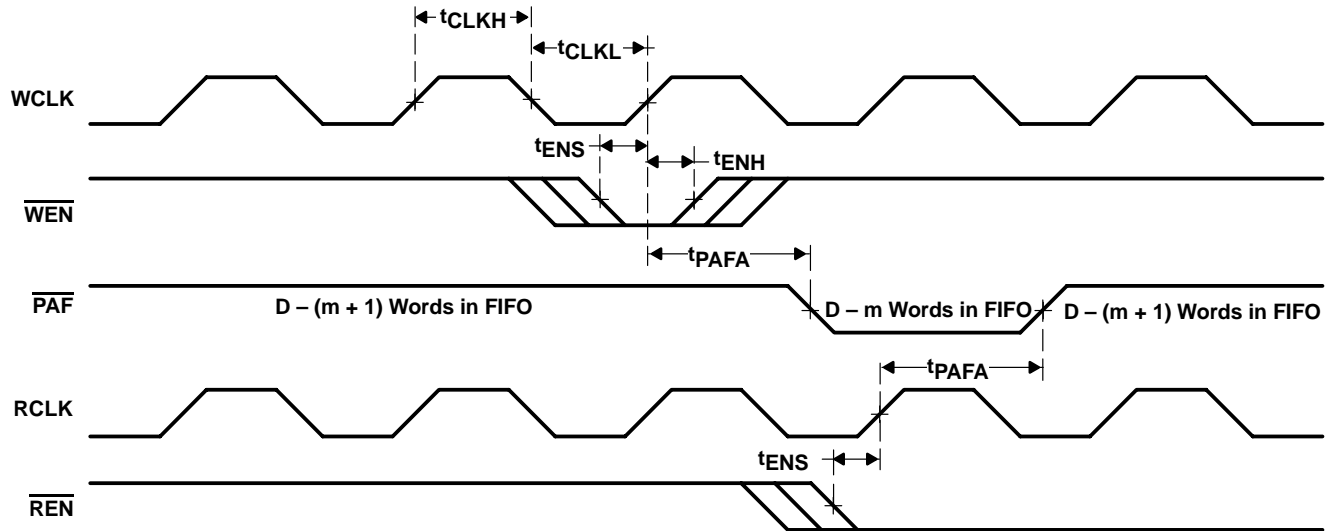 tCLKH
tCLKL
WCLK
tENS
tENH
WEN
tPAFA
PAF
D – (m + 1) Words in FIFO
D – m Words in FIFO
D – (m + 1) Words in FIFO
tPAFA
RCLK
tENS
REN